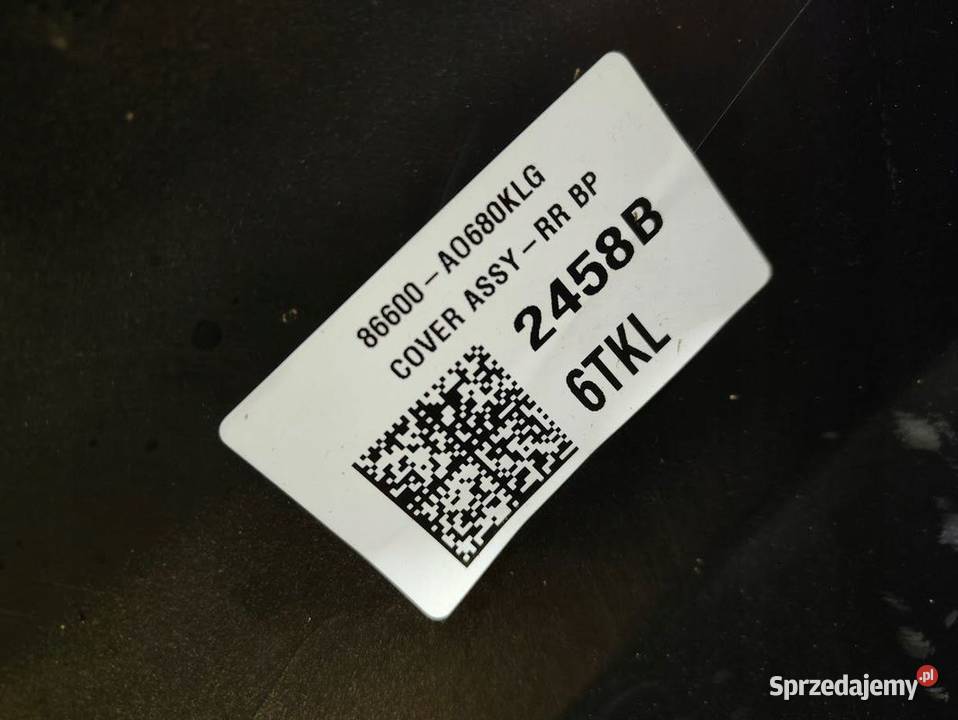 86600-AO680KLG
COVER ASSY-RR BP
2458B
6TKL
Sprzedajemy.pl